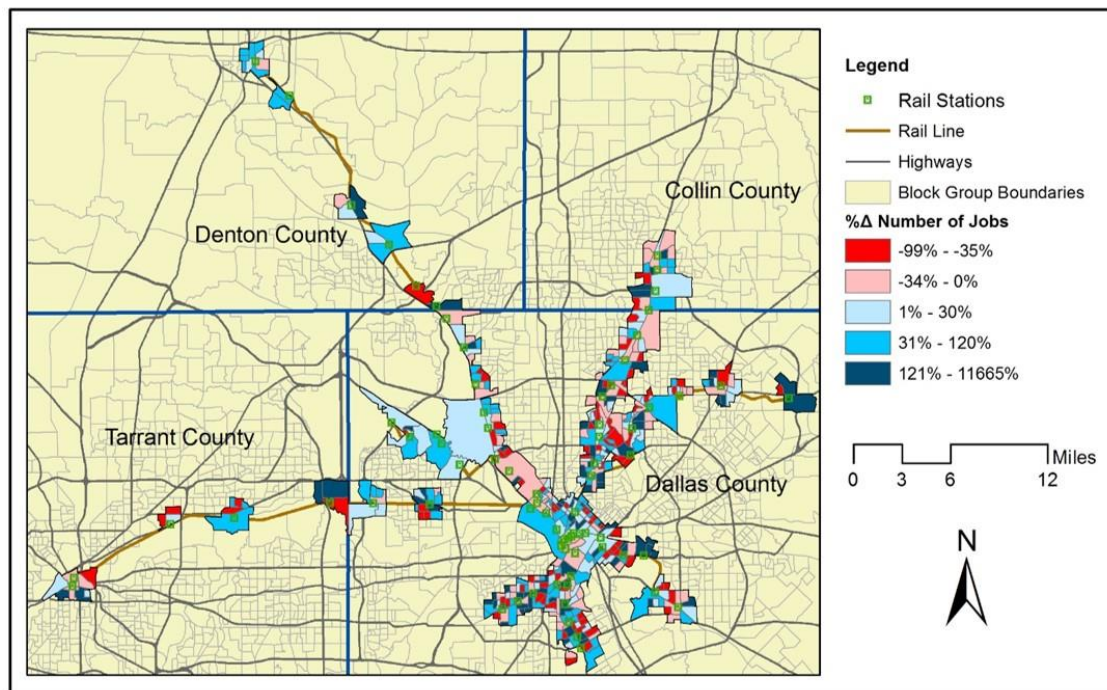 Collin County
Denton County
Tarrant County
Dallas County
Legend
Rail Stations
Rail Line
Highways
Block Group Boundaries
%Δ Number of Jobs
-99% - -35%
-34% - 0%
1% - 30%
31% - 120%
121% - 11665%
Miles
0 3 6 12
N